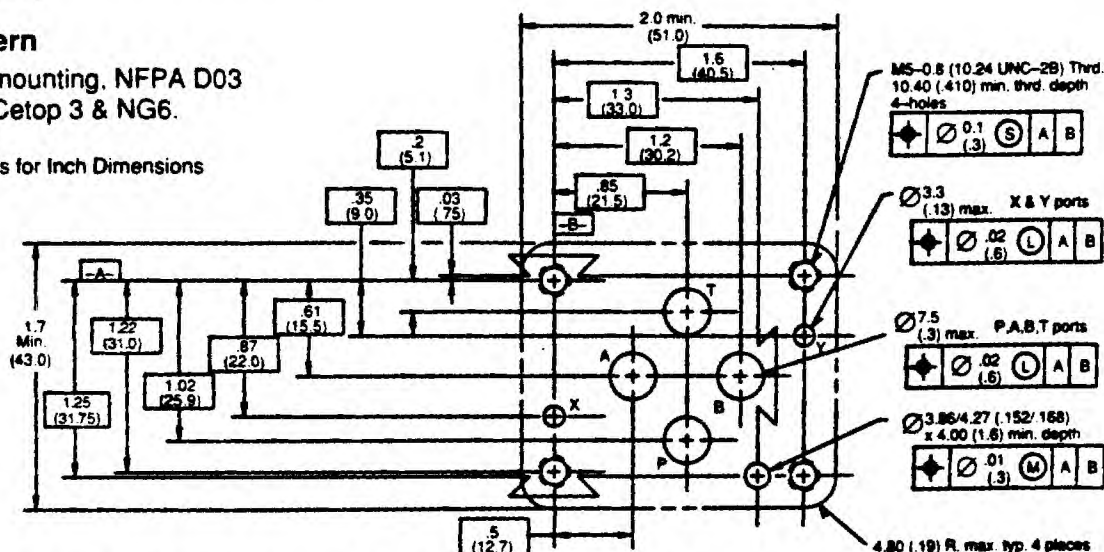 ern
mounting, NFPA D03
Cetop 3 & NG6.
s for Inch Dimensions
2.0 min.
(51.0)
1.6
(40.5)
1.3
(33.0)
1.2
(30.2)
.85
(21.5)
.2
(5.1)
.35
(9.0)
.03
(.75)
-B-
-A-
1.7
Min.
(43.0)
.61
(15.5)
.87
(22.0)
1.22
(31.0)
1.02
(25.9)
1.25
(31.75)
.5
(12.7)
T
A
B
P
X
Y
M5-0.8 (10.24 UNC-2B) Thrd.
10.40 (.410) min. thrd. depth
4-holes
Ø 0.1 (.3) S A B
Ø3.3
(.13) max. X & Y ports
Ø .02 (.6) L A B
Ø7.5
(.3) max. P,A,B,T ports
Ø .02 (.6) L A B
Ø3.86/4.27 (.152/.168)
x 4.00 (1.6) min. depth
Ø .01 (.3) M A B
4.80 (.19) R. max. typ. 4 places